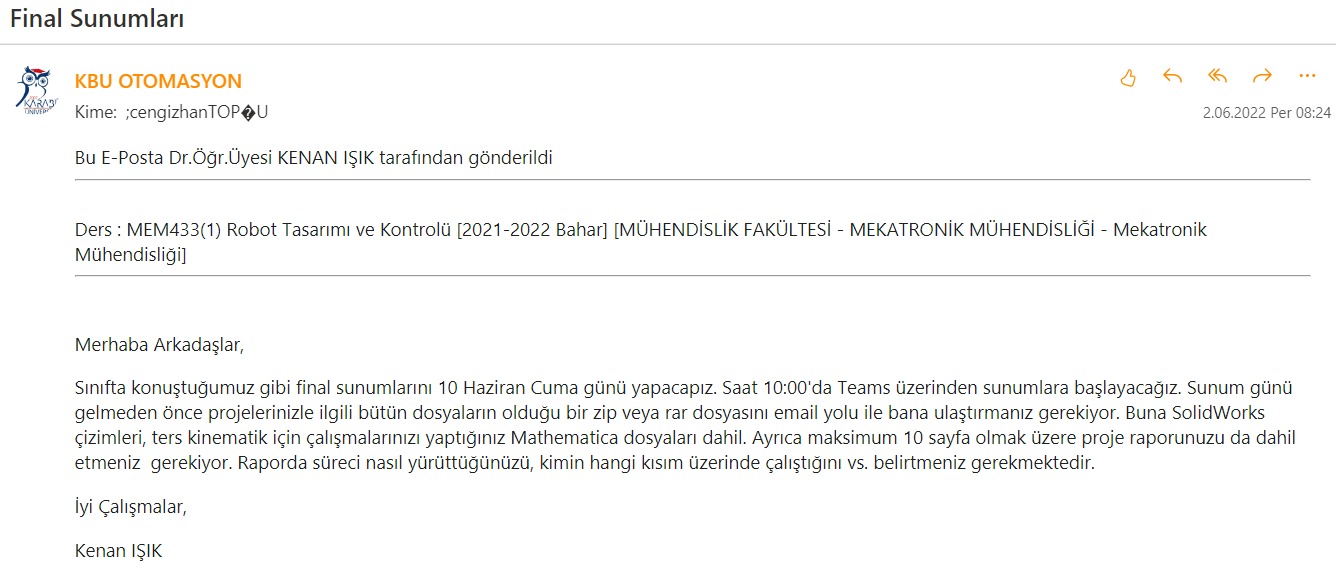 Final Sunumları
KBU OTOMASYON
Kime: ;cengizhanTOP�U
2.06.2022 Per 08:24
Bu E-Posta Dr.Öğr.Üyesi KENAN IŞIK tarafından gönderildi
Ders : MEM433(1) Robot Tasarımı ve Kontrolü [2021-2022 Bahar] [MÜHENDİSLİK FAKÜLTESİ - MEKATRONİK MÜHENDİSLİĞİ - Mekatronik
Mühendisliği]
Merhaba Arkadaşlar,
Sınıfta konuştuğumuz gibi final sunumlarını 10 Haziran Cuma günü yapacapız. Saat 10:00'da Teams üzerinden sunumlara başlayacağız. Sunum günü
gelmeden önce projelerinizle ilgili bütün dosyaların olduğu bir zip veya rar dosyasını email yolu ile bana ulaştırmanız gerekiyor. Buna SolidWorks
çizimleri, ters kinematik için çalışmalarınızı yaptığınız Mathematica dosyaları dahil. Ayrıca maksimum 10 sayfa olmak üzere proje raporunuzu da dahil
etmeniz  gerekiyor. Raporda süreci nasıl yürüttüğünüzü, kimin hangi kısım üzerinde çalıştığını vs. belirtmeniz gerekmektedir.
İyi Çalışmalar,
Kenan IŞIK